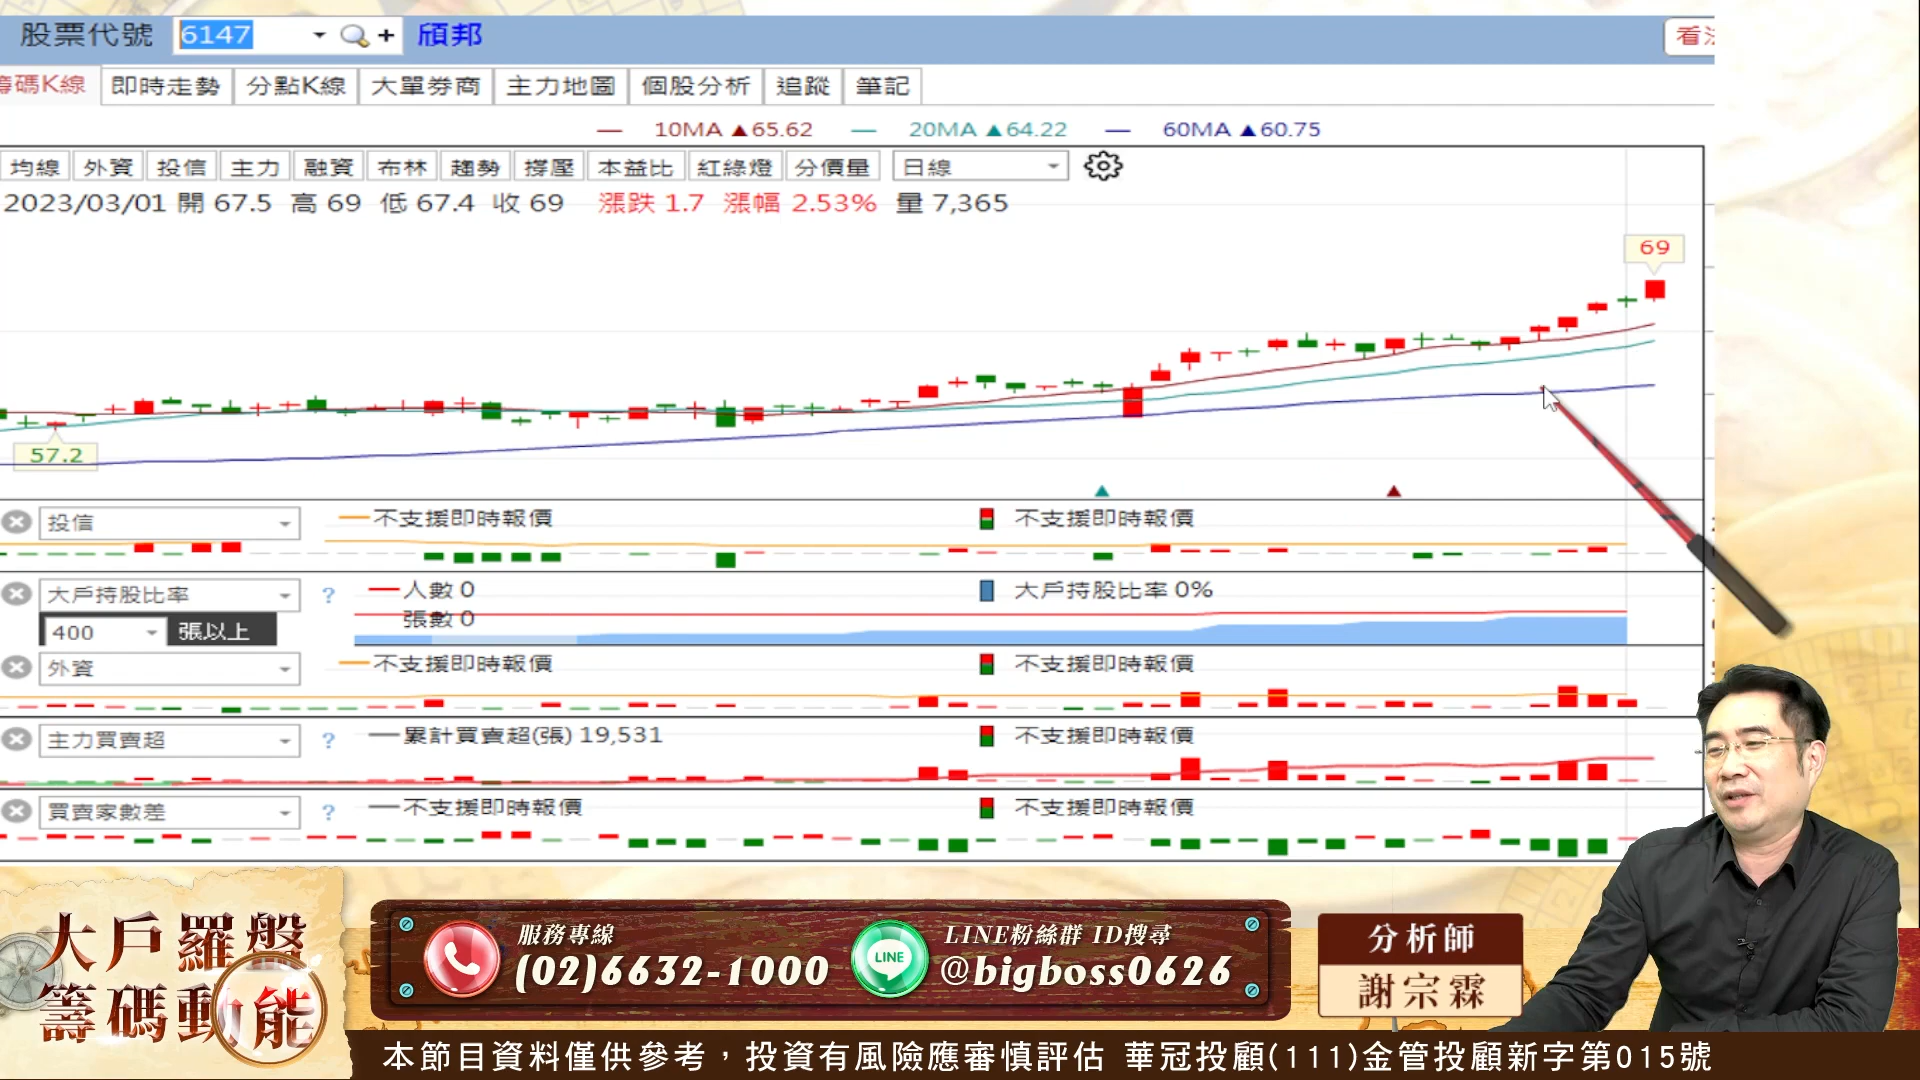 股票代號 6147 頎邦
籌碼K線 即時走勢 分點K線 大單券商 主力地圖 個股分析 追蹤 筆記
10MA ▲65.62 20MA ▲64.22 60MA ▲60.75
均線 外資 投信 主力 融資 布林 趨勢 撐壓 本益比 紅綠燈 分價量 日線
2023/03/01 開 67.5 高 69 低 67.4 收 69 漲跌 1.7 漲幅 2.53% 量 7,365
69
57.2
投信 不支援即時報價 不支援即時報價
大戶持股比率 ? 人數 0 大戶持股比率 0%
400 張以上 張數 0
外資 不支援即時報價 不支援即時報價
主力買賣超 ? 累計買賣超(張) 19,531 不支援即時報價
買賣家數差 ? 不支援即時報價 不支援即時報價
大戶羅盤
籌碼動能
服務專線
(02)6632-1000
LINE
LINE粉絲群 ID搜尋
@bigboss0626
分析師
謝宗霖
本節目資料僅供參考，投資有風險應審慎評估 華冠投顧(111)金管投顧新字第015號